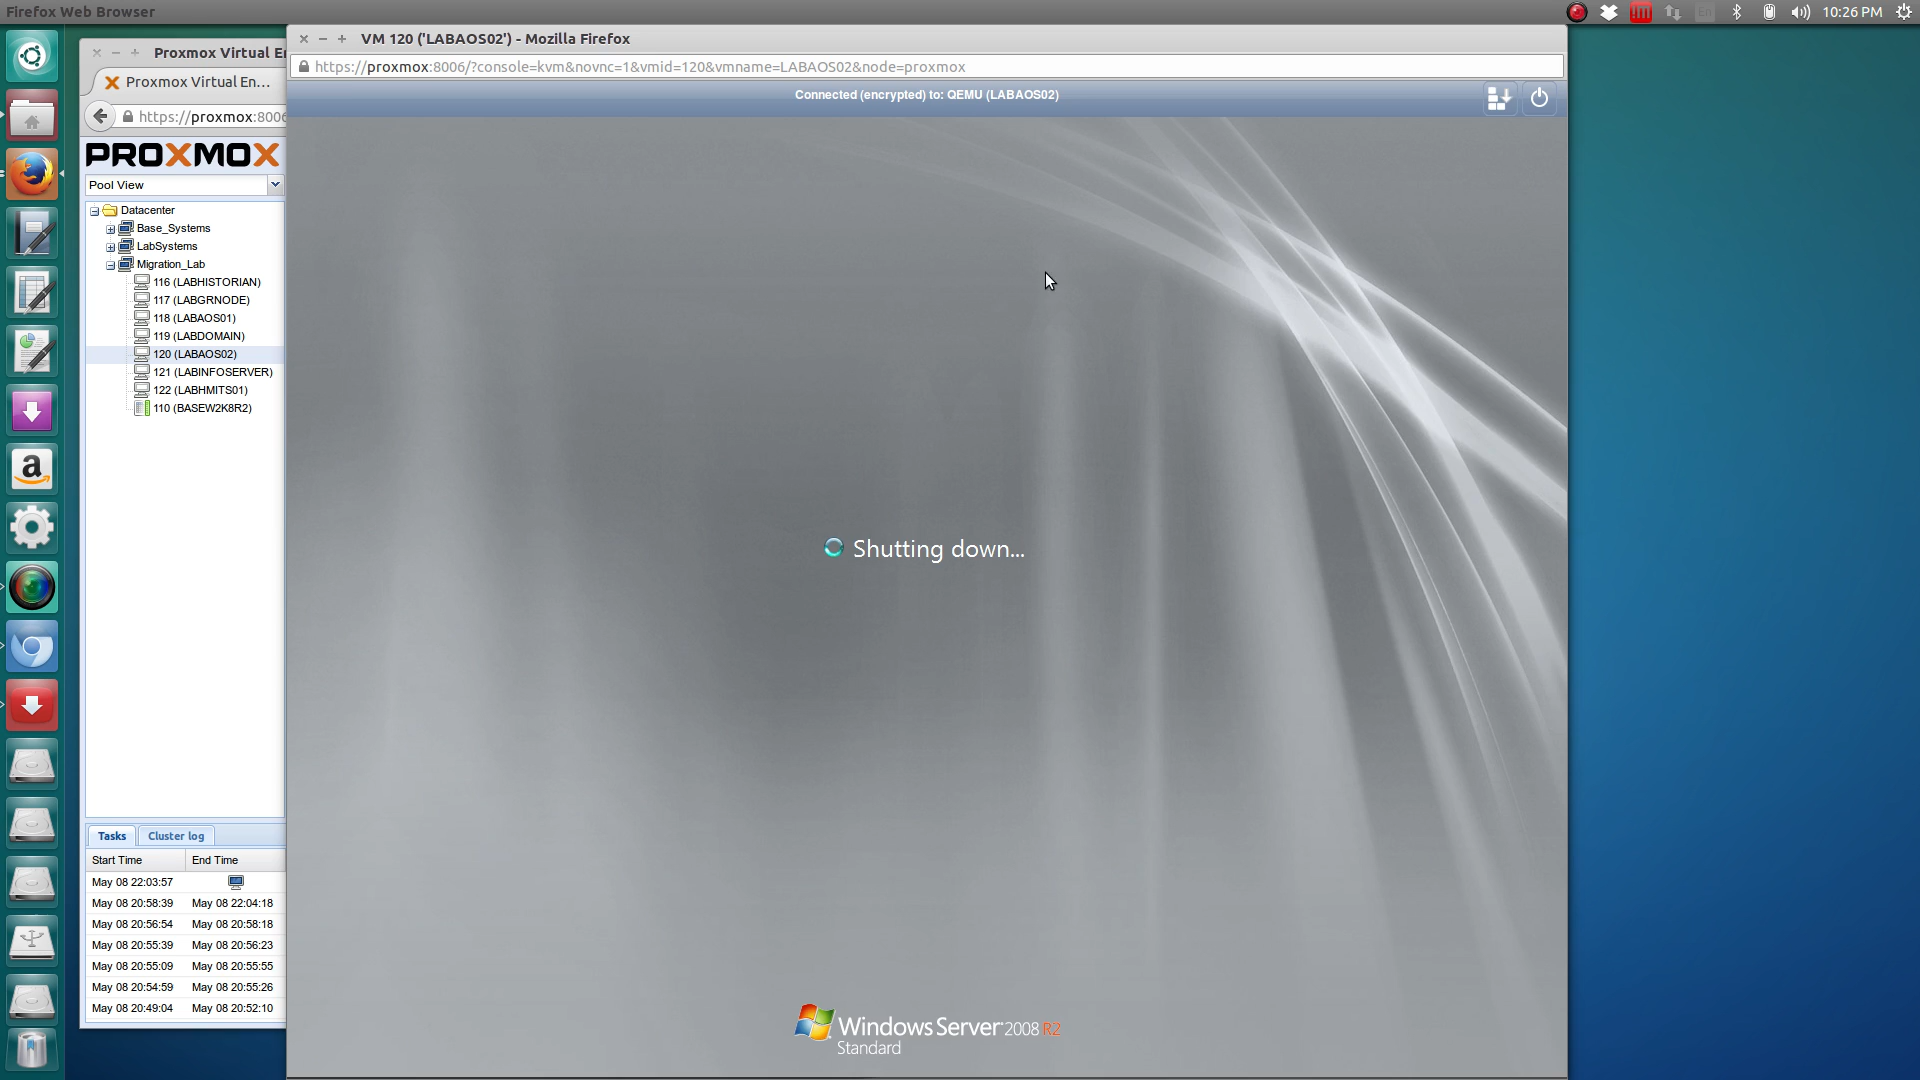 Firefox Web Browser
En
10:26 PM
Proxmox Virtual En
VM 120 ('LABAOS02') - Mozilla Firefox
Proxmox Virtual En...
https://proxmox:8006/?console=kvm&novnc=1&vmid=120&vmname=LABAOS02&node=proxmox
https://proxmox:8006
Connected (encrypted) to: QEMU (LABAOS02)
PROXMOX
Pool View
Datacenter
Base_Systems
LabSystems
Migration_Lab
116 (LABHISTORIAN)
117 (LABGRNODE)
118 (LABAOS01)
119 (LABDOMAIN)
120 (LABAOS02)
121 (LABINFOSERVER)
122 (LABHMITS01)
110 (BASEW2K8R2)
Shutting down...
Tasks Cluster log
Start Time End Time
May 08 22:03:57
May 08 20:58:39 May 08 22:04:18
May 08 20:56:54 May 08 20:58:18
May 08 20:55:39 May 08 20:56:23
May 08 20:55:09 May 08 20:55:55
May 08 20:54:59 May 08 20:55:26
May 08 20:49:04 May 08 20:52:10
Windows Server 2008 R2
Standard